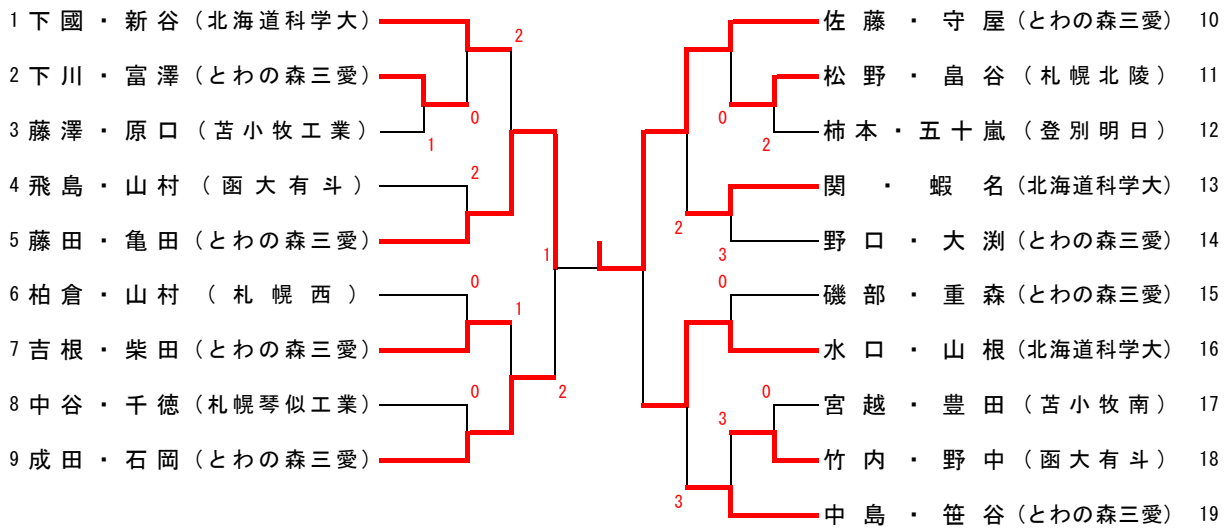 1 下國・新谷（北海道科学大）
2
佐藤・守屋（とわの森三愛） 10
2 下川・富澤（とわの森三愛）
松野・畠谷（札幌北陵） 11
0
0
3 藤澤・原口（苫小牧工業）
1
2
柿本・五十嵐（登別明日） 12
4 飛島・山村（函大有斗）
2
関・蝦名（北海道科学大） 13
5 藤田・亀田（とわの森三愛）
1
2
3
野口・大渕（とわの森三愛） 14
6 柏倉・山村（札幌西）
0
1
0
磯部・重森（とわの森三愛） 15
7 吉根・柴田（とわの森三愛）
水口・山根（北海道科学大） 16
8 中谷・千徳（札幌琴似工業）
0
2
3
0
宮越・豊田（苫小牧南） 17
9 成田・石岡（とわの森三愛）
竹内・野中（函大有斗） 18
3
中島・笹谷（とわの森三愛） 19